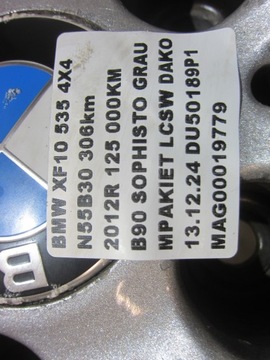 BMW XF10 535 4X4
N55B30 306km
2012R 125 000KM
B90 SOPHISTO GRAU
MPAKIET LCSW DAKO
13.12.24 DU50189P1
MAG00019779
B